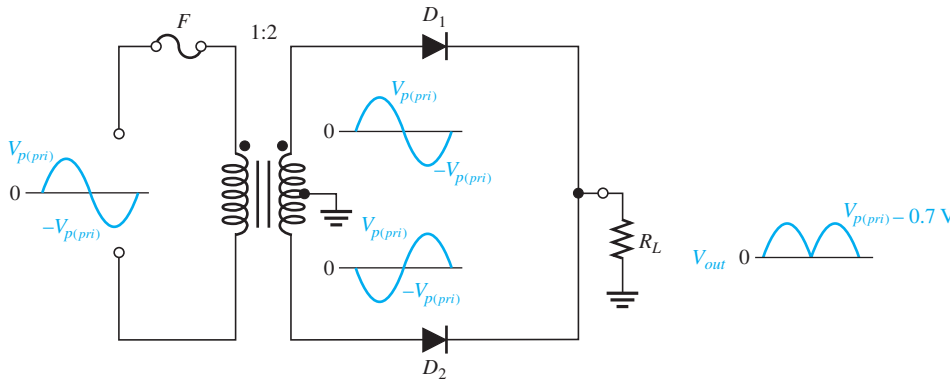 F
1:2
D1
Vp(pri)
0
−Vp(pri)
Vp(pri)
0
−Vp(pri)
Vp(pri)
0
−Vp(pri)
RL
Vp(pri) – 0.7 V
Vout 0
D2